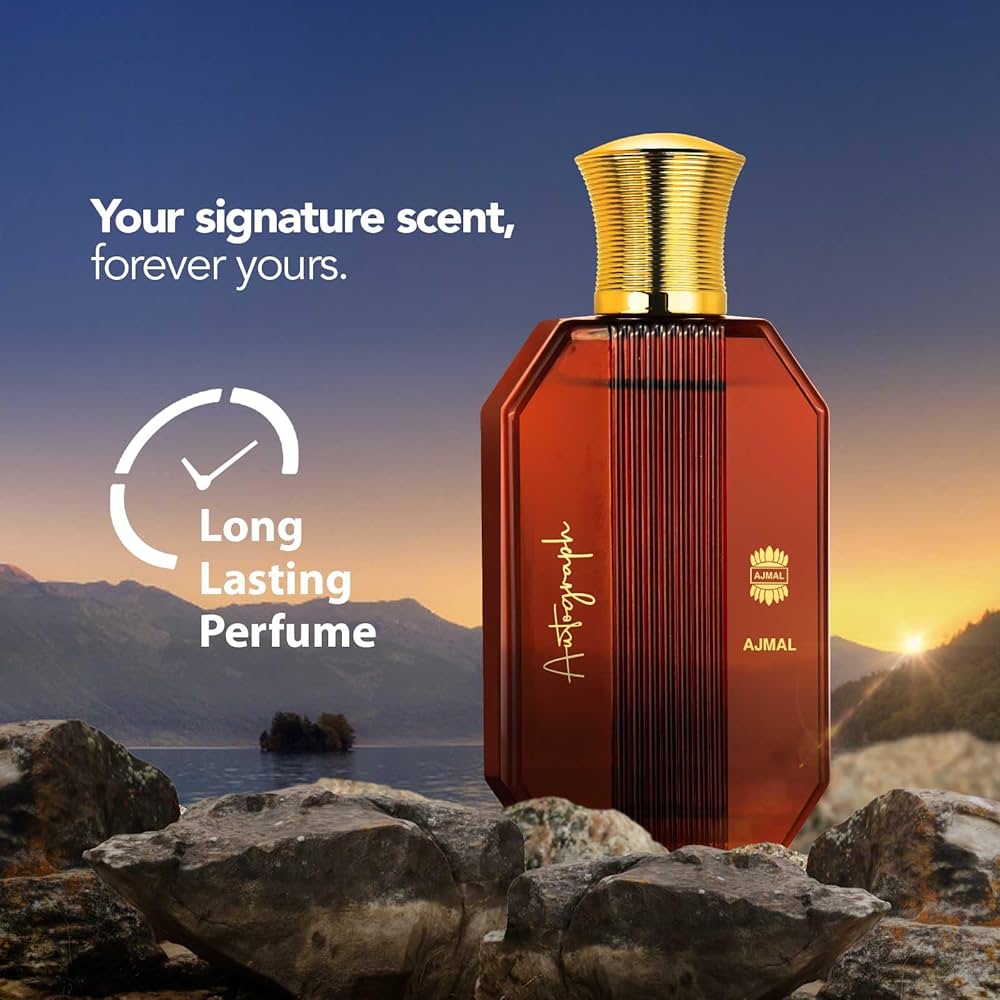 Your signature scent,
forever yours.
Long
Lasting
Perfume
Autograph
AJMAL
AJMAL